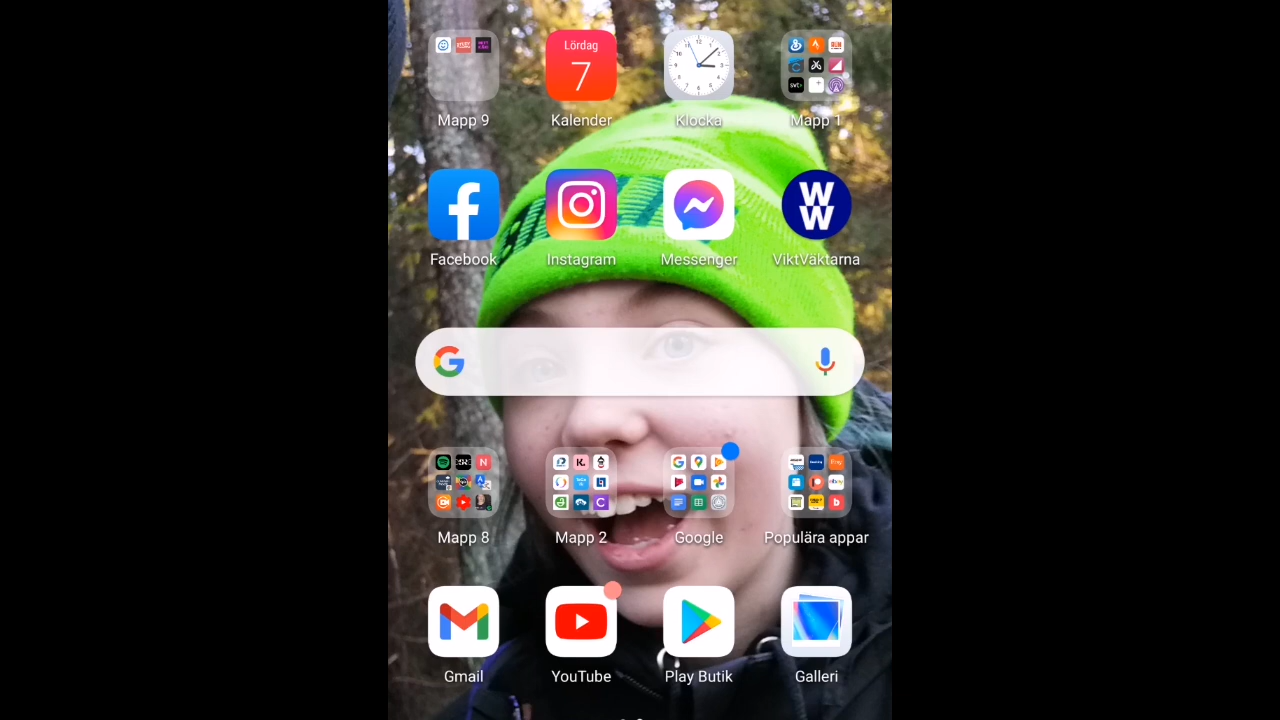 Lördag
7
Mapp 9
Kalender
Klocka
Mapp 1
WW
Facebook
Instagram
Messenger
ViktVäktarna
Mapp 8
Mapp 2
Google
Populära appar
Gmail
YouTube
Play Butik
Galleri